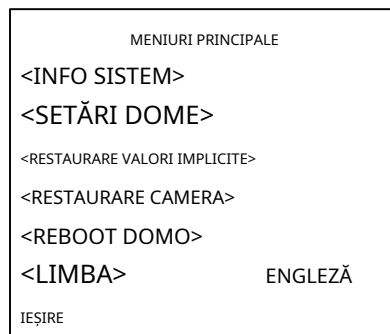 MENIURI PRINCIPALE
<INFO SISTEM>
<SETĂRI DOME>
<RESTAURARE VALORI IMPLICITE>
<RESTAURARE CAMERA>
<REBOOT DOMO>
<LIMBA> ENGLEZĂ
IEȘIRE